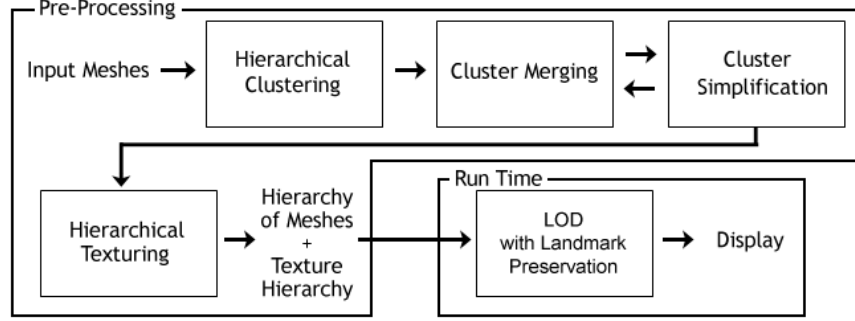 Pre-Processing
Input Meshes
Hierarchical
Clustering
Cluster Merging
Cluster
Simplification
Hierarchical
Texturing
Hierarchy
of Meshes
+
Texture
Hierarchy
Run Time
LOD
with Landmark
Preservation
Display